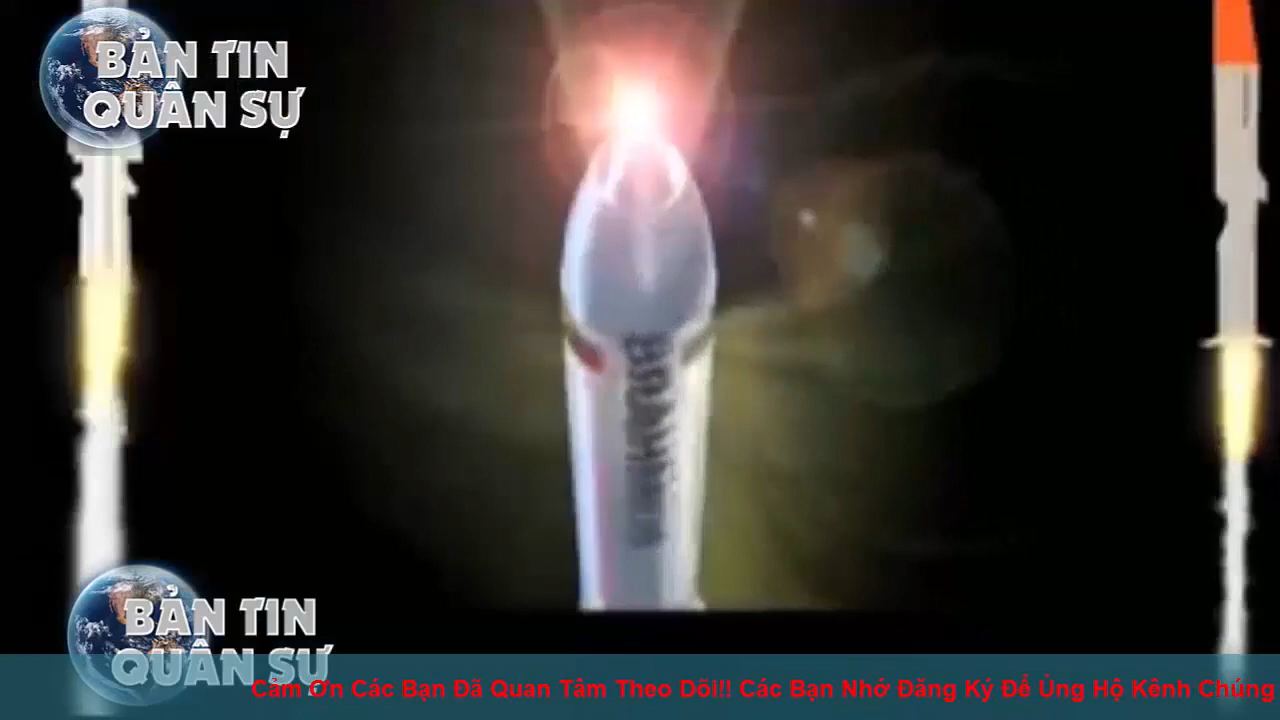 BẢN TIN
QUÂN SỰ
BẢN TIN
QUÂN SỰ
Cảm Ơn Các Bạn Đã Quan Tâm Theo Dõi!! Các Bạn Nhớ Đăng Ký Để Ủng Hộ Kênh Chúng